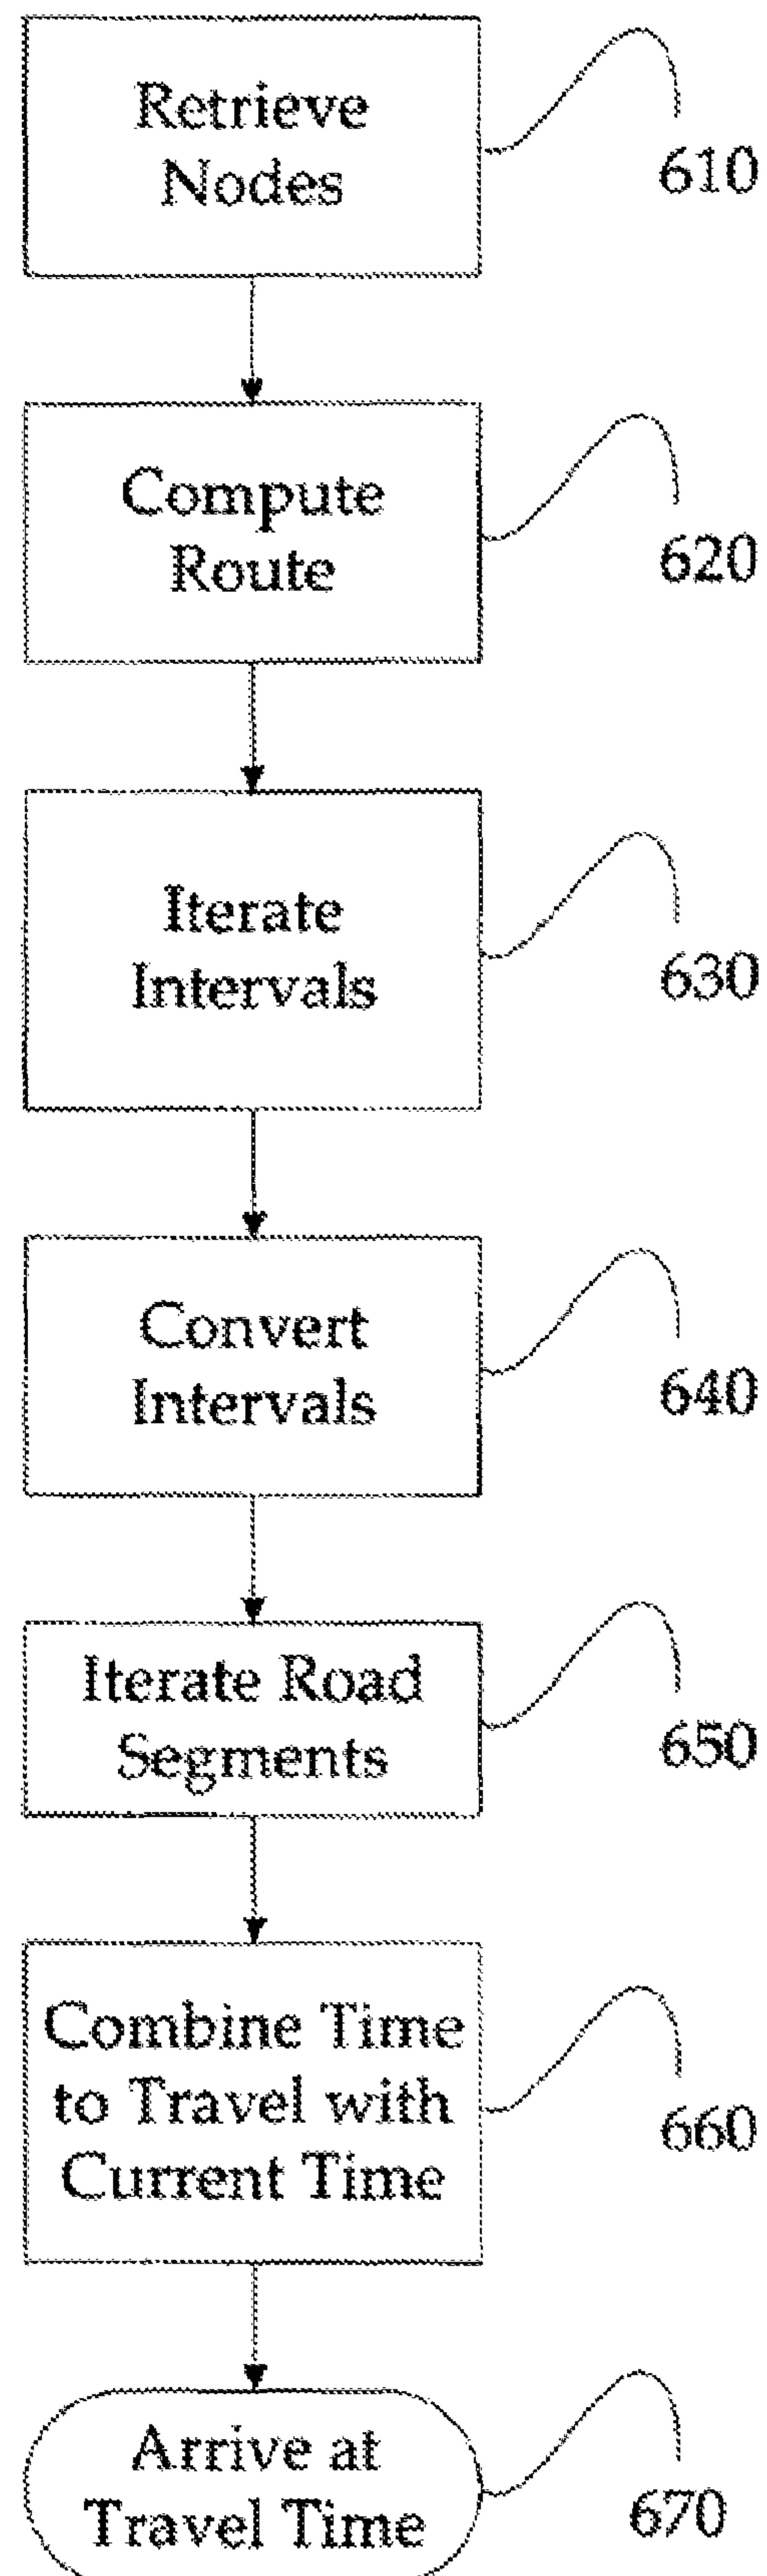 Retrieve
Nodes
610
Compute
Route
620
Iterate
Intervals
630
Convert
Intervals
640
Iterate Road
Segments
650
Combine Time
to Travel with
Current Time
660
Arrive at
Travel Time
670